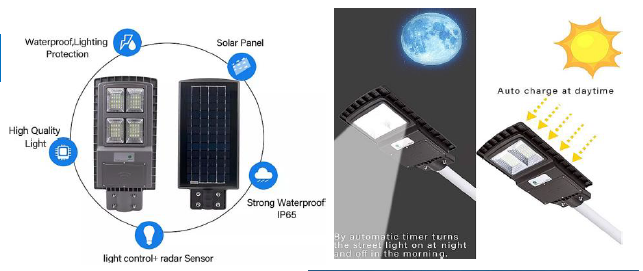 Waterproof,Lighting
Protection
Solar Panel
High Quality
Light
Strong Waterproof
IP65
light control+ radar Sensor
Auto charge at daytime
By automatic timer turns
the street light on at night
and off in the morning.